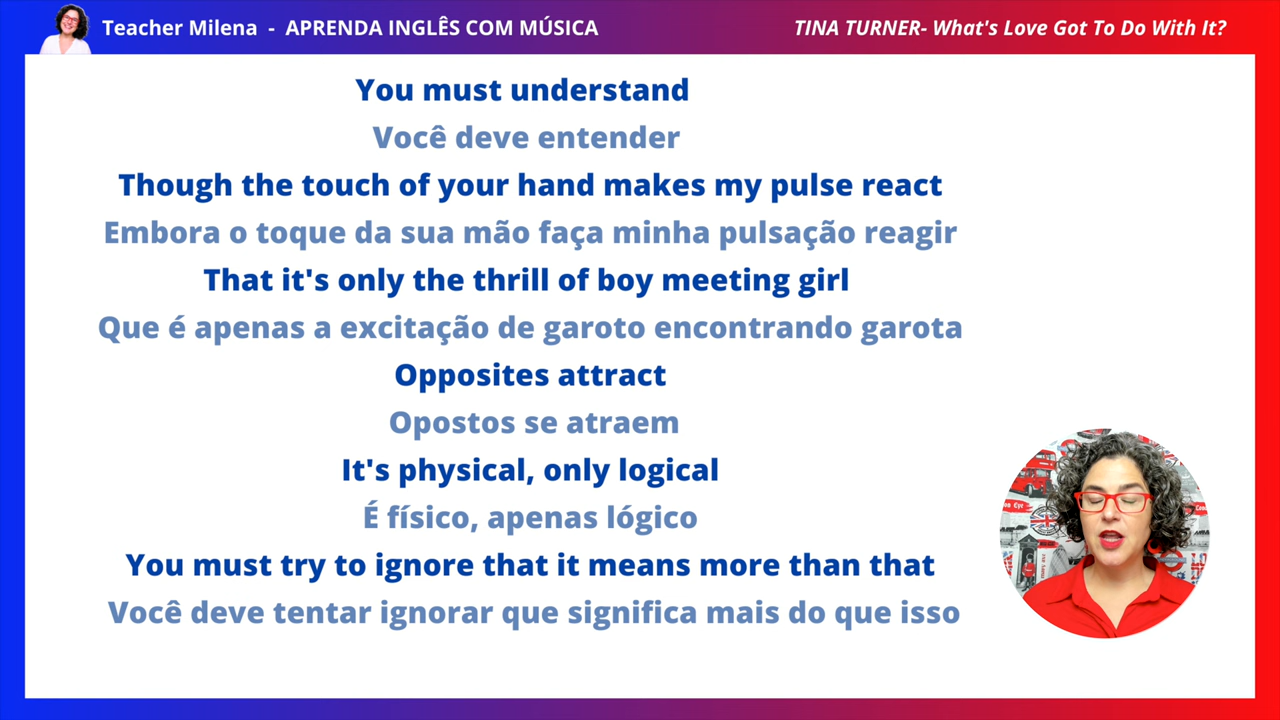 Teacher Milena - APRENDA INGLÊS COM MÚSICA
TINA TURNER- What's Love Got To Do With It?
You must understand
Você deve entender
Though the touch of your hand makes my pulse react
Embora o toque da sua mão faça minha pulsação reagir
That it's only the thrill of boy meeting girl
Que é apenas a excitação de garoto encontrando garota
Opposites attract
Opostos se atraem
It's physical, only logical
É físico, apenas lógico
You must try to ignore that it means more than that
Você deve tentar ignorar que significa mais do que isso